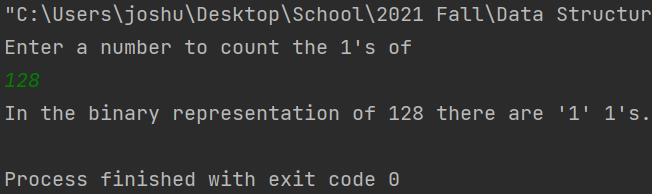 "C:\Users\joshu\Desktop\School\2021 Fall\Data Structur
Enter a number to count the 1's of
128
In the binary representation of 128 there are '1' 1's.
Process finished with exit code 0